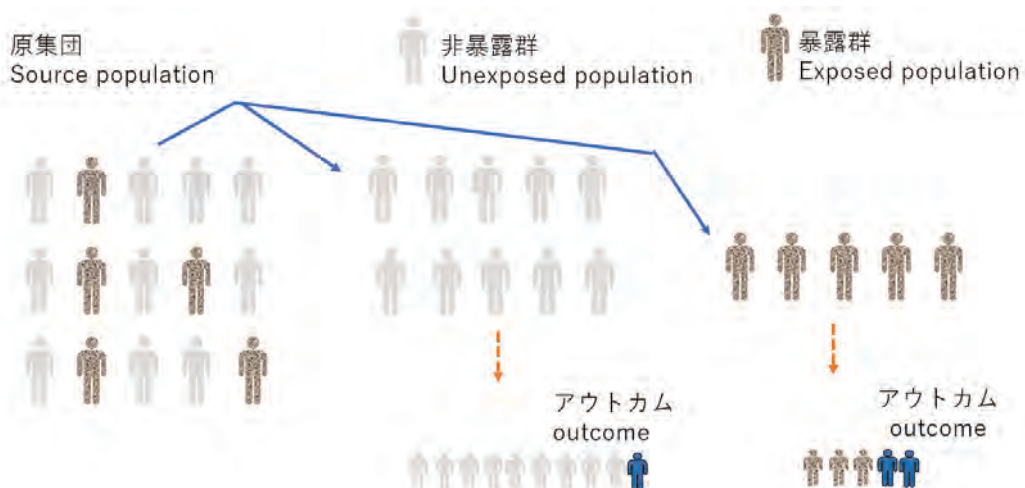 原集団
Source population
非暴露群
Unexposed population
暴露群
Exposed population
アウトカム
outcome
アウトカム
outcome